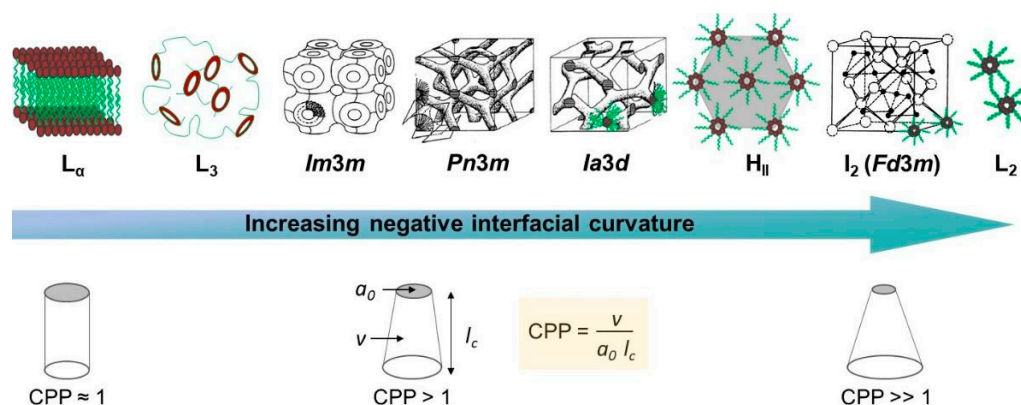 Lα L3 Im3m Pn3m Ia3d HII I2 (Fd3m) L2
Increasing negative interfacial curvature
a0
v
lc
CPP = v / a0 lc
CPP ≈ 1
CPP > 1
CPP >> 1